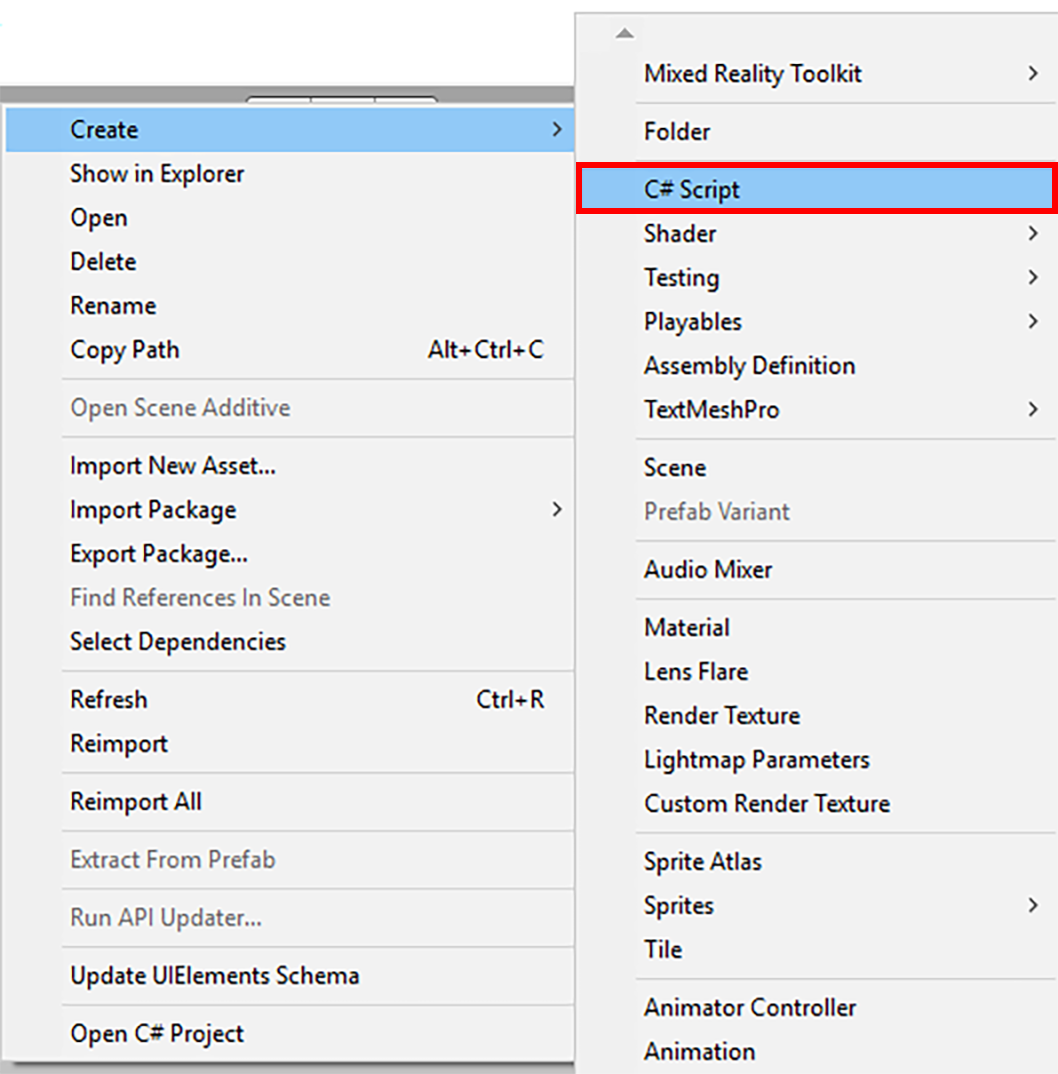 Create
Show in Explorer
Open
Delete
Rename
Copy Path Alt+Ctrl+C
Open Scene Additive
Import New Asset...
Import Package
Export Package...
Find References In Scene
Select Dependencies
Refresh Ctrl+R
Reimport
Reimport All
Extract From Prefab
Run API Updater...
Update UIElements Schema
Open C# Project
Mixed Reality Toolkit
Folder
C# Script
Shader
Testing
Playables
Assembly Definition
TextMeshPro
Scene
Prefab Variant
Audio Mixer
Material
Lens Flare
Render Texture
Lightmap Parameters
Custom Render Texture
Sprite Atlas
Sprites
Tile
Animator Controller
Animation